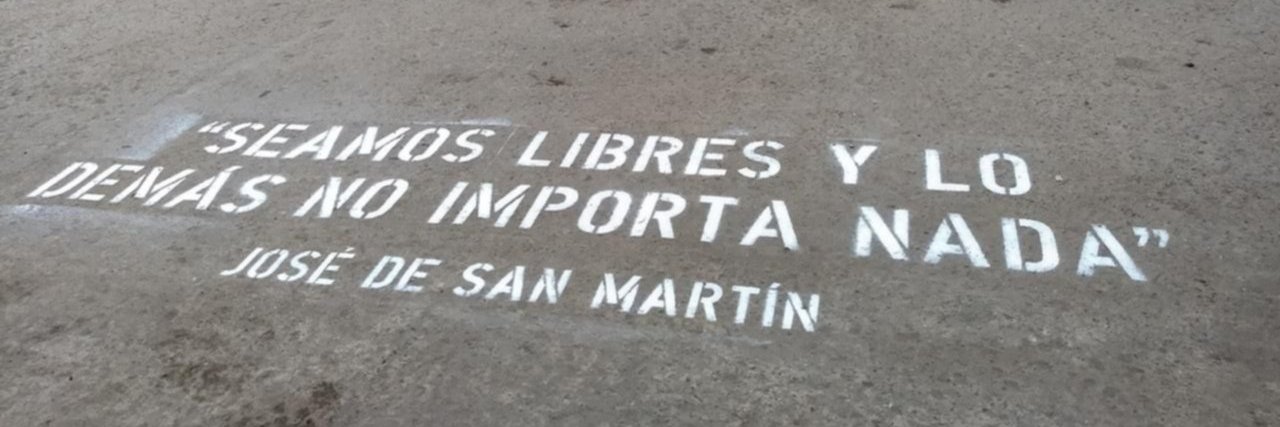 “SEAMOS LIBRES Y LO
DEMÁS NO IMPORTA NADA”
JOSÉ DE SAN MARTÍN